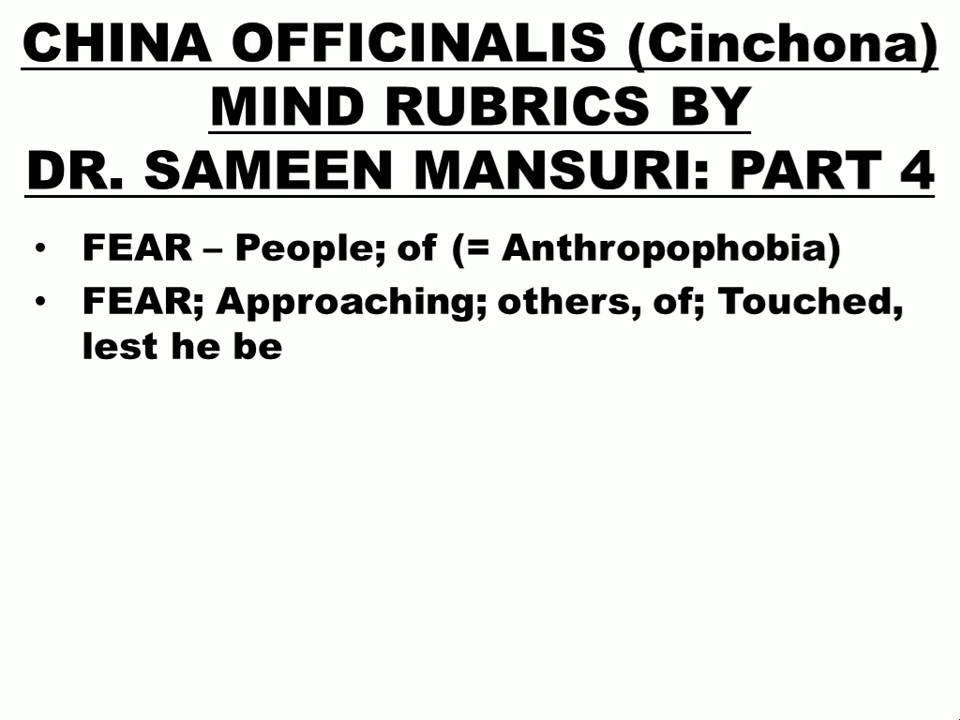 CHINA OFFICINALIS (Cinchona)
MIND RUBRICS BY
DR. SAMEEN MANSURI: PART 4
• FEAR – People; of (= Anthropophobia)
• FEAR; Approaching; others, of; Touched,
lest he be